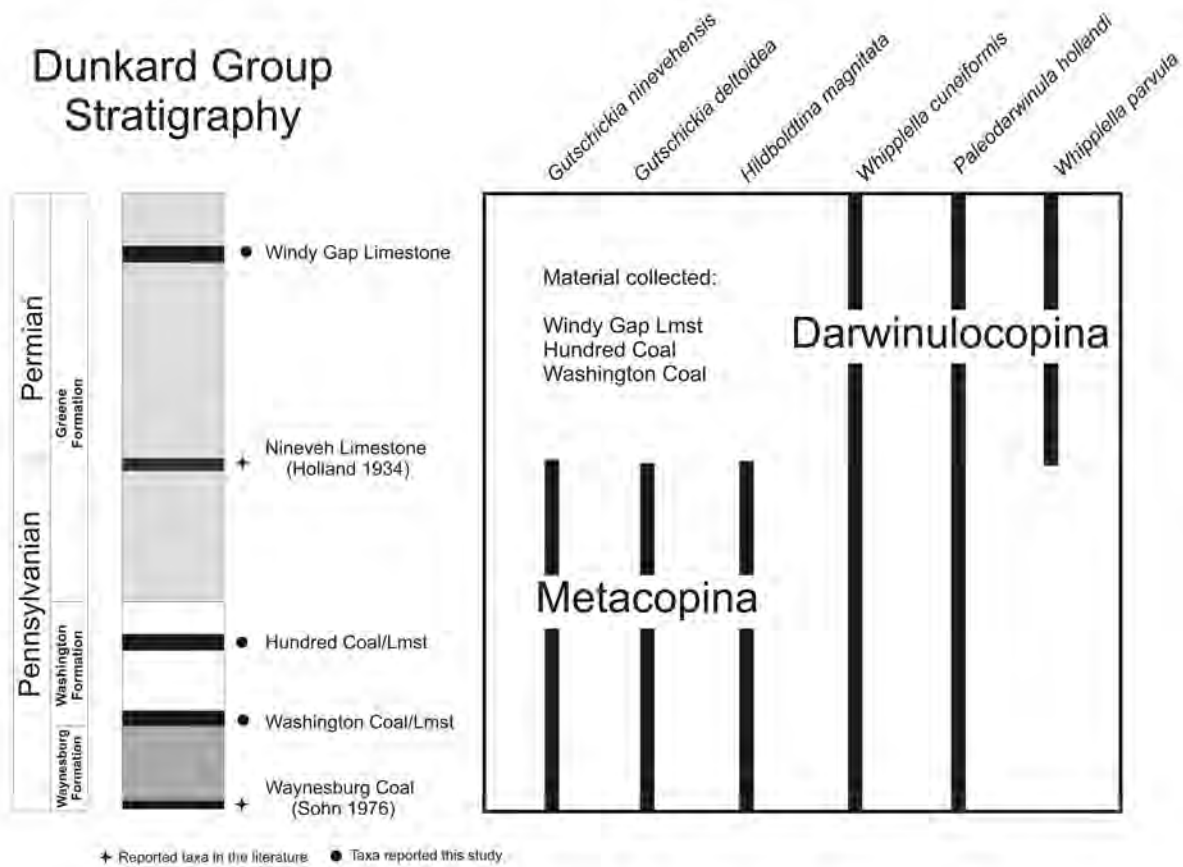 Dunkard Group
Stratigraphy
Gutschickia ninevehensis
Gutschickia deltoidea
Hildboldtina magnitata
Whipplella cuneiformis
Paleodarwinula hollandi
Whipplella parvula
Permian
Pennsylvanian
Greene
Formation
Washington
Formation
Waynesburg
Formation
Windy Gap Limestone
Nineveh Limestone
(Holland 1934)
Hundred Coal/Lmst
Washington Coal/Lmst
Waynesburg Coal
(Sohn 1976)
Material collected:
Windy Gap Lmst
Hundred Coal
Washington Coal
Darwinulocopina
Metacopina
Reported taxa in the literature
Taxa reported this study